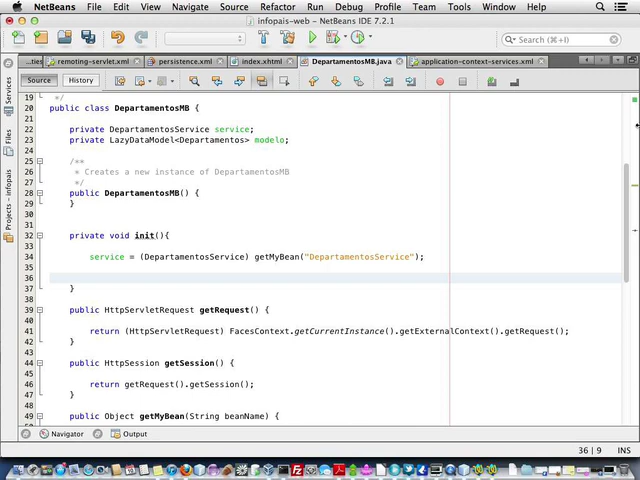 NetBeans File Edit View Navigate Source Refactor Run Debug Profile Team Tools Window Help
infopais-web - NetBeans IDE 7.2.1
Search (⌘+I)
...ties remoting-servlet.xml persistence.xml index.xhtml DepartamentosMB.java application-context-services.xml
Source History
Services
Files
Projects - infopais
19 */
20 public class DepartamentosMB {
21
22 private DepartamentosService service;
23 private LazyDataModel<Departamentos> modelo;
24
25 /**
26 * Creates a new instance of DepartamentosMB
27 */
28 public DepartamentosMB() {
29 }
30
31
32 private void init(){
33
34 service = (DepartamentosService) getMyBean("DepartamentosService");
35
36
37 }
39 public HttpServletRequest getRequest() {
40
41 return (HttpServletRequest) FacesContext.getCurrentInstance().getExternalContext().getRequest();
42 }
43
44 public HttpSession getSession() {
45
46 return getRequest().getSession();
47 }
48
49 public Object getMyBean(String beanName) {
Navigator Output
36 | 9 INS